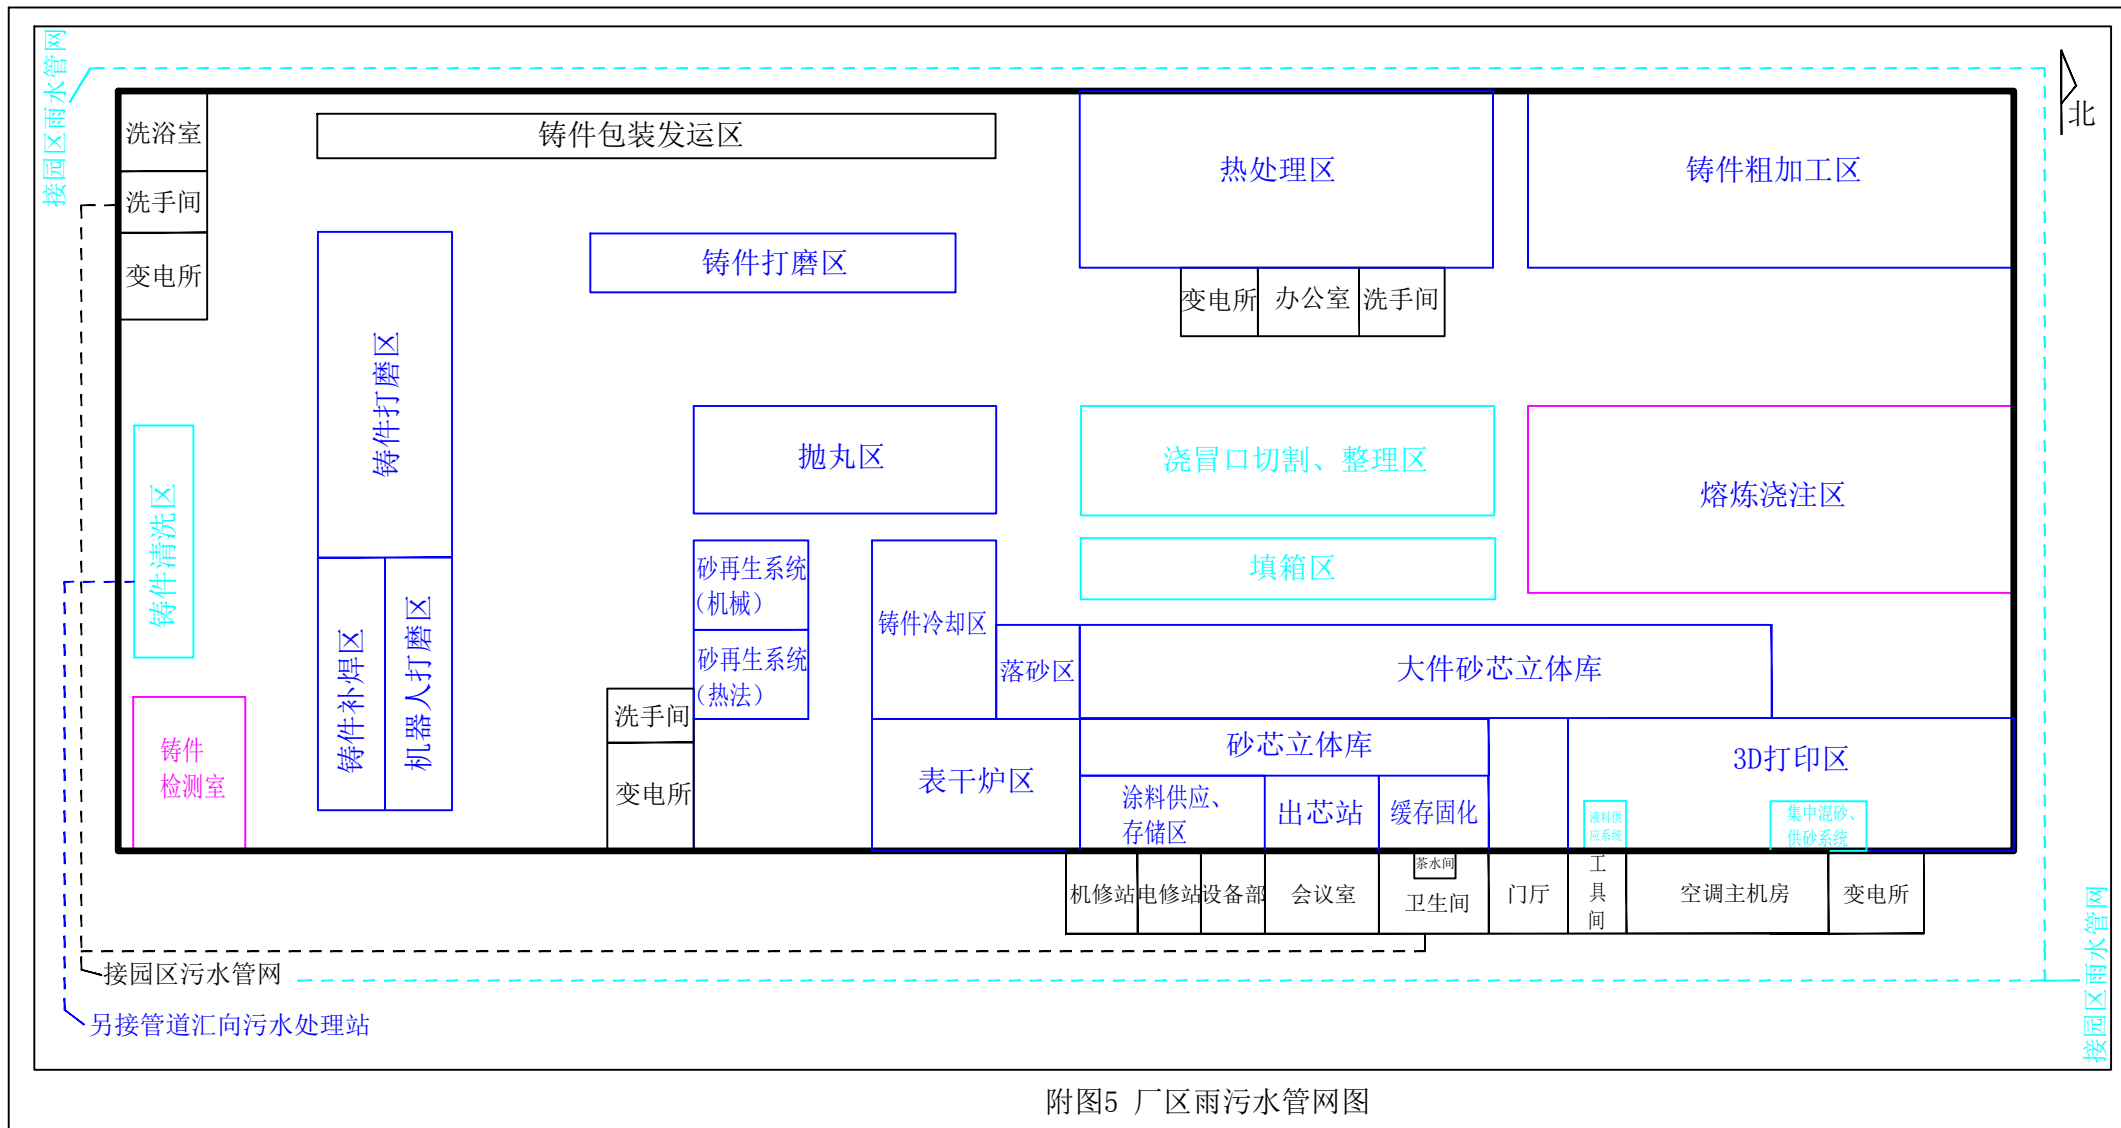 接园区雨水管网
北
洗浴室
铸件包装发运区
热处理区
铸件粗加工区
洗手间
变电所
铸件打磨区
铸件打磨区
变电所
办公室
洗手间
抛丸区
浇冒口切割、整理区
熔炼浇注区
铸件清洗区
砂再生系统
(机械)
填箱区
铸件冷却区
砂再生系统
(热法)
落砂区
大件砂芯立体库
铸件补焊区
机器人打磨区
洗手间
变电所
铸件
检测室
表干炉区
砂芯立体库
3D打印区
涂料供应、
存储区
出芯站
缓存固化
液料供
应系统
集中混砂、
供砂系统
机修站
电修站
设备部
会议室
茶水间
卫生间
门厅
工
具
间
空调主机房
变电所
接园区污水管网
另接管道汇向污水处理站
接园区雨水管网
附图5 厂区雨污水管网图